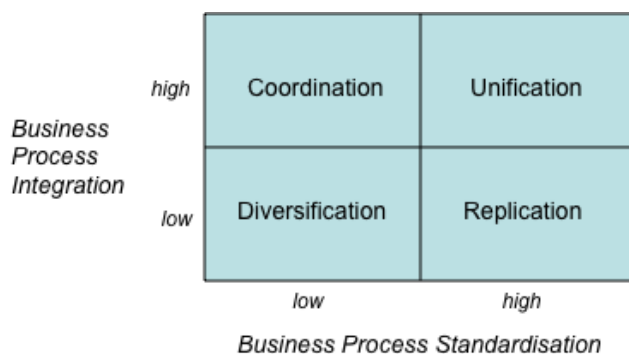 high
Coordination
Unification
Business
Process
Integration
low
Diversification
Replication
low
high
Business Process Standardisation